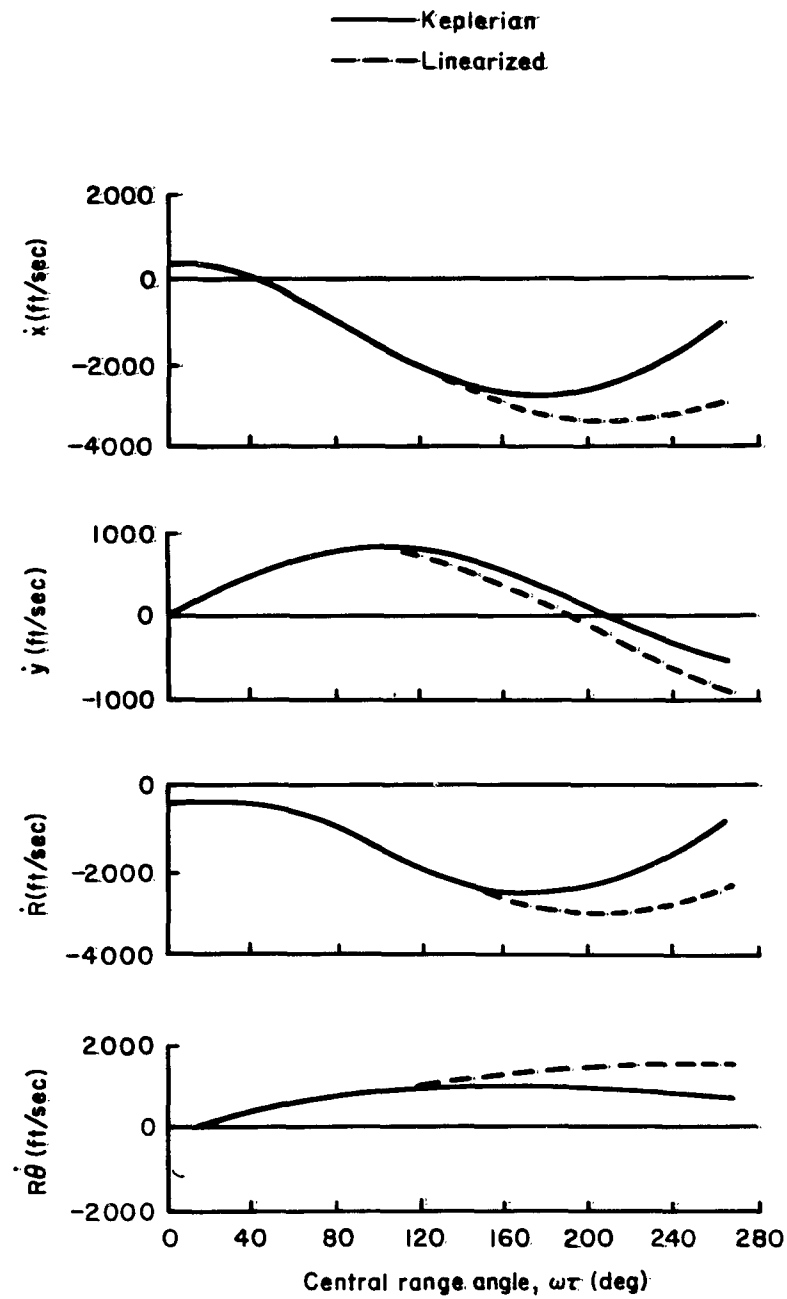 Keplerian
Linearized
ẋ (ft/sec)
2000
0
-2000
-4000
ẏ (ft/sec)
1000
0
-1000
Ṙ (ft/sec)
0
-2000
-4000
Rθ̇ (ft/sec)
2000
0
-2000
0 40 80 120 160 200 240 280
Central range angle, ωτ (deg)